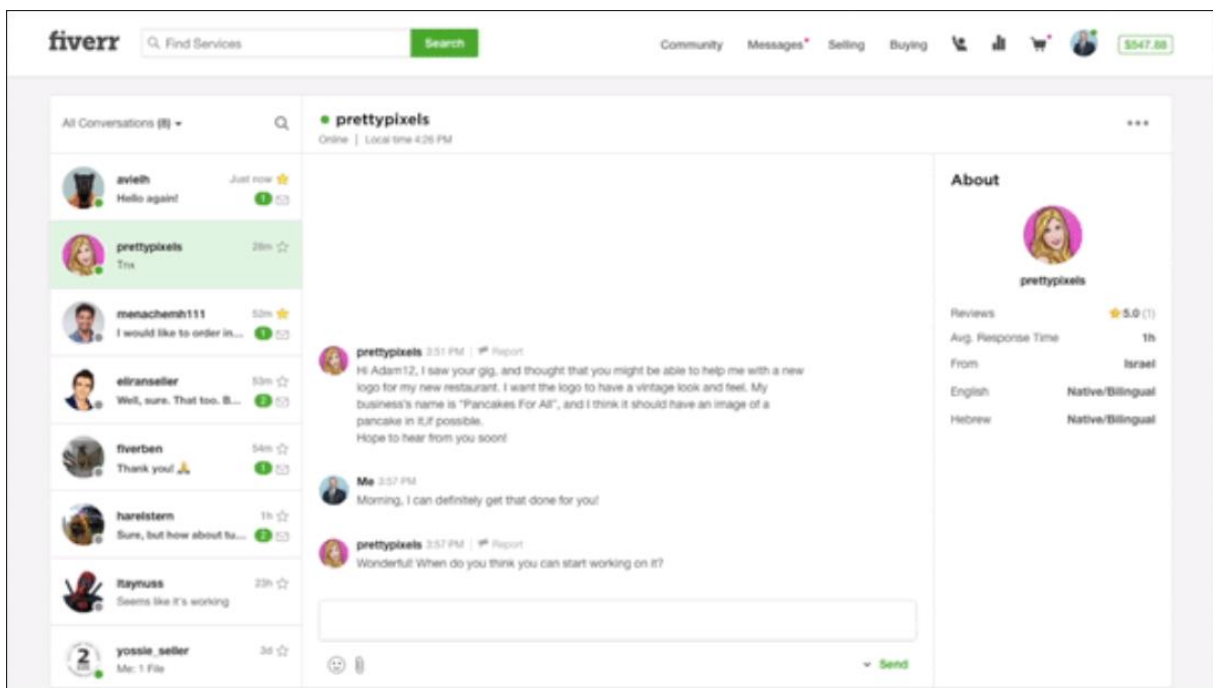 fiverr
Find Services
Search
Community
Messages
Selling
Buying
$547.88
All Conversations (8)
prettypixels
Online | Local time 4:26 PM
avielh
Just now
Hello again!
1
prettypixels
28m
Tnx
menachemh111
52m
I would like to order in...
1
eliranseller
53m
Well, sure. That too. B...
2
fiverben
54m
Thank you! 🙏
1
harelstern
1h
Sure, but how about tu...
2
Itaynuss
23h
Seems like it's working
2
yossie_seller
3d
Me: 1 File
prettypixels 3:51 PM | Report
Hi Adam12, I saw your gig, and thought that you might be able to help me with a new
logo for my new restaurant. I want the logo to have a vintage look and feel. My
business's name is "Pancakes For All", and I think it should have an image of a
pancake in it,if possible.
Hope to hear from you soon!
Me 3:57 PM
Morning, I can definitely get that done for you!
prettypixels 3:57 PM | Report
Wonderful! When do you think you can start working on it?
Send
About
prettypixels
Reviews
5.0 (1)
Avg. Response Time
1h
From
Israel
English
Native/Bilingual
Hebrew
Native/Bilingual